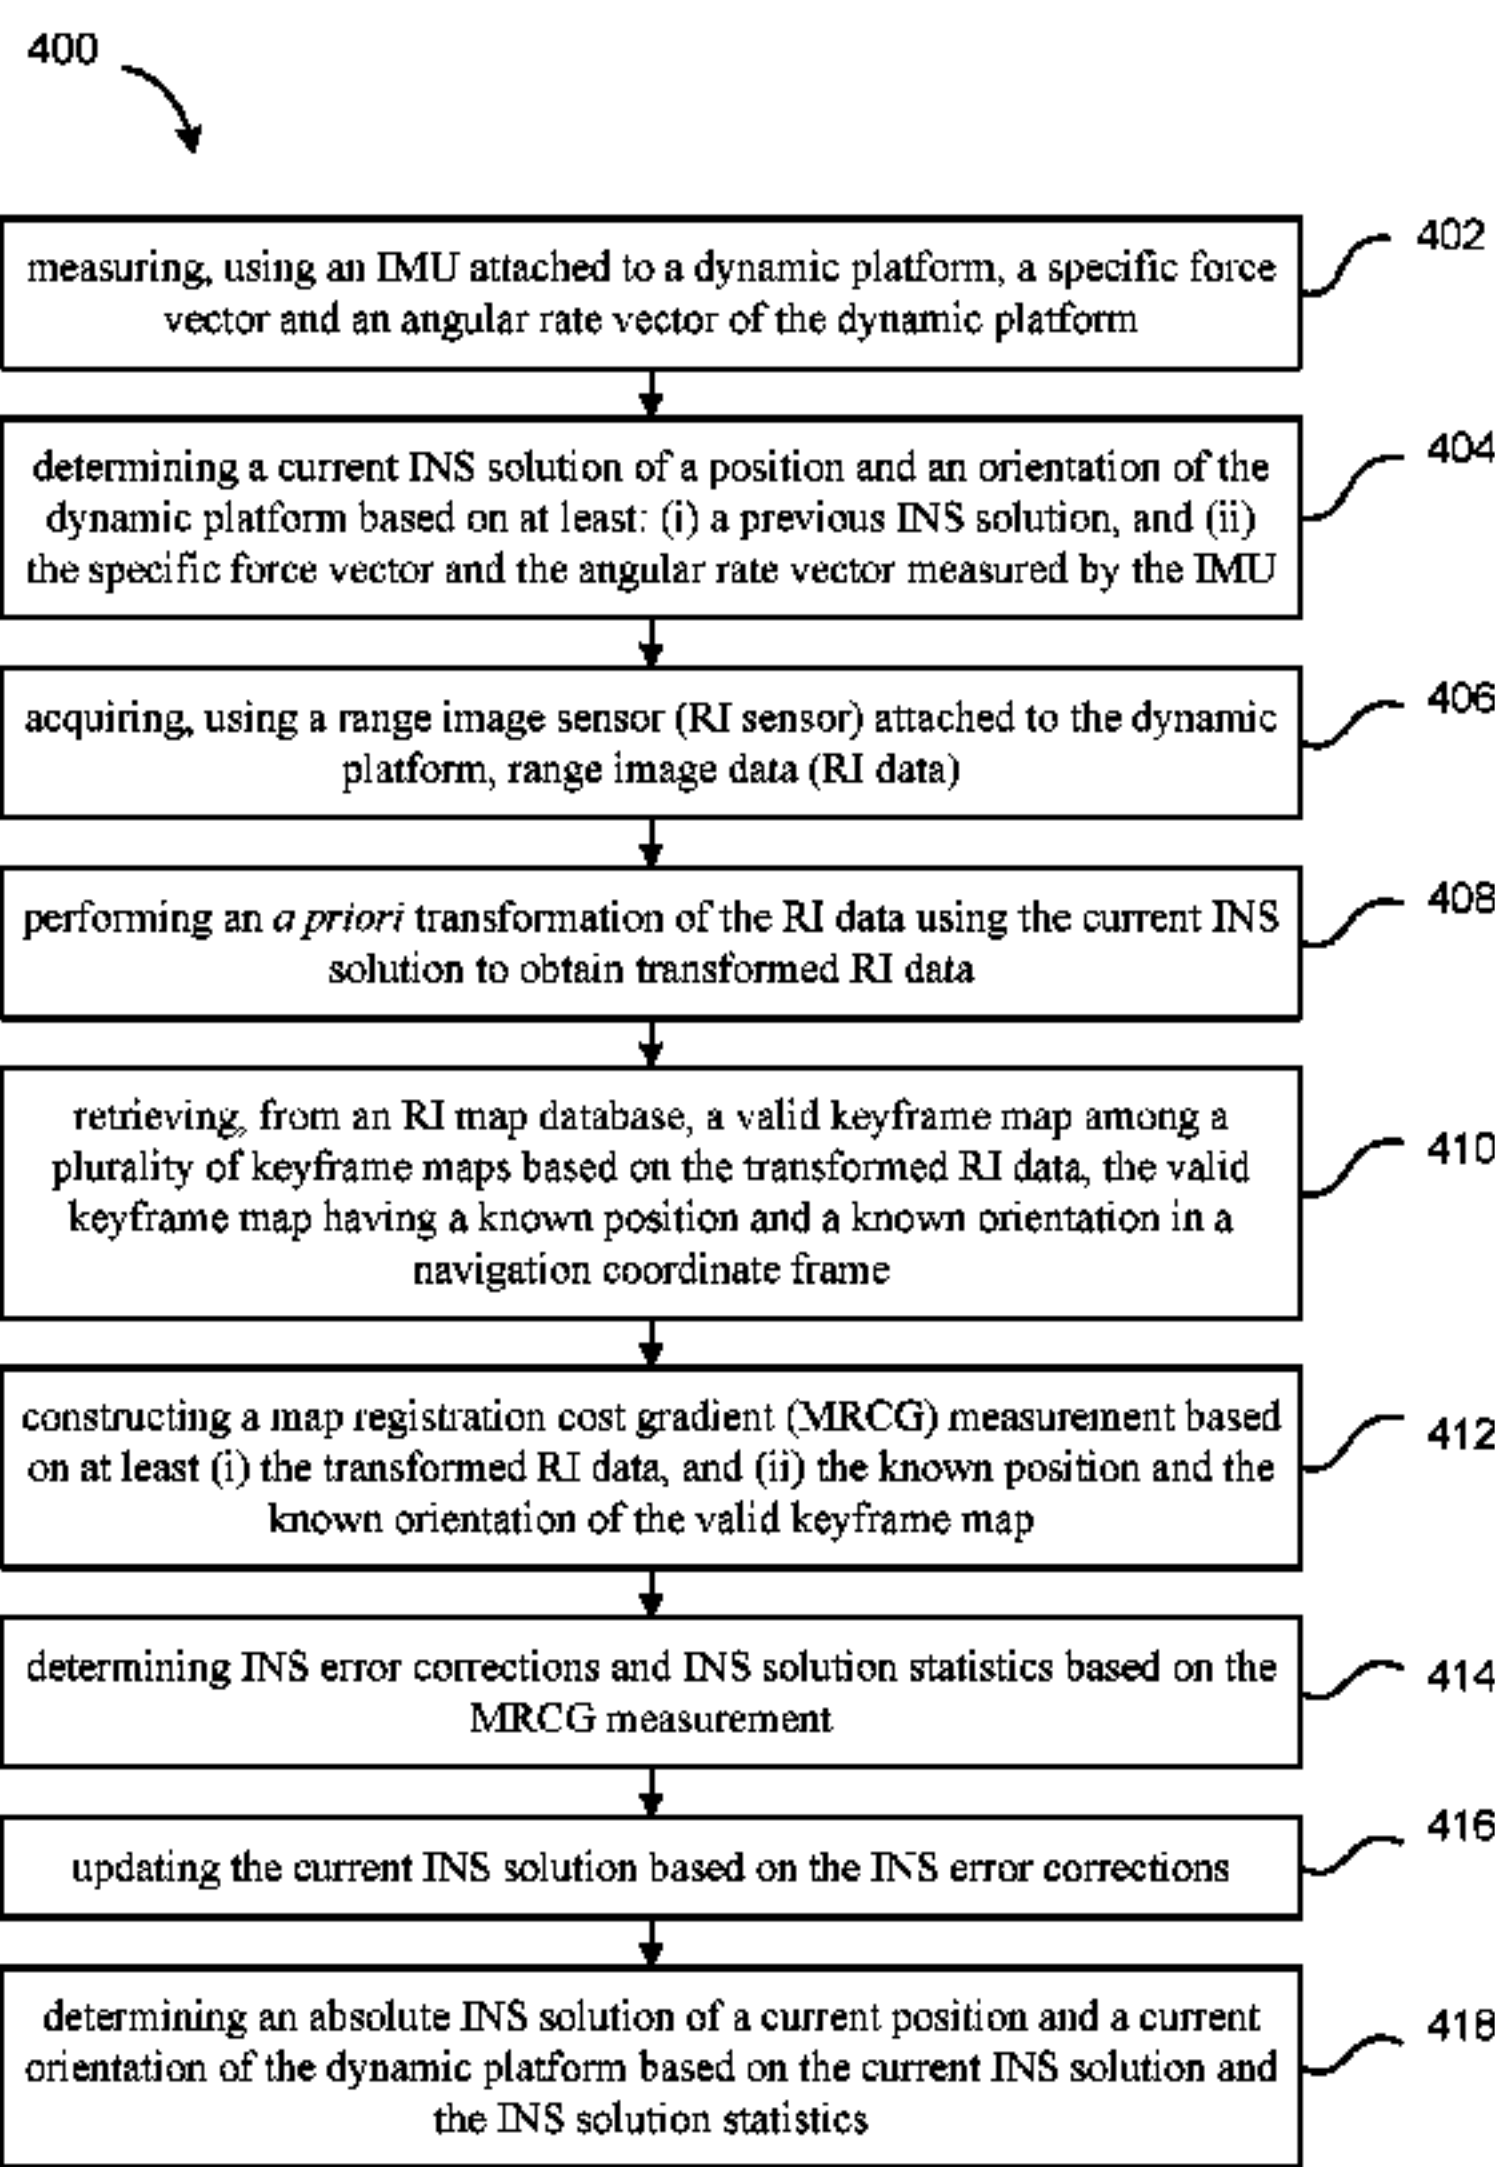 400
measuring, using an IMU attached to a dynamic platform, a specific force
vector and an angular rate vector of the dynamic platform
402
determining a current INS solution of a position and an orientation of the
dynamic platform based on at least: (i) a previous INS solution, and (ii)
the specific force vector and the angular rate vector measured by the IMU
404
acquiring, using a range image sensor (RI sensor) attached to the dynamic
platform, range image data (RI data)
406
performing an a priori transformation of the RI data using the current INS
solution to obtain transformed RI data
408
retrieving, from an RI map database, a valid keyframe map among a
plurality of keyframe maps based on the transformed RI data, the valid
keyframe map having a known position and a known orientation in a
navigation coordinate frame
410
constructing a map registration cost gradient (MRCG) measurement based
on at least (i) the transformed RI data, and (ii) the known position and the
known orientation of the valid keyframe map
412
determining INS error corrections and INS solution statistics based on the
MRCG measurement
414
updating the current INS solution based on the INS error corrections
416
determining an absolute INS solution of a current position and a current
orientation of the dynamic platform based on the current INS solution and
the INS solution statistics
418